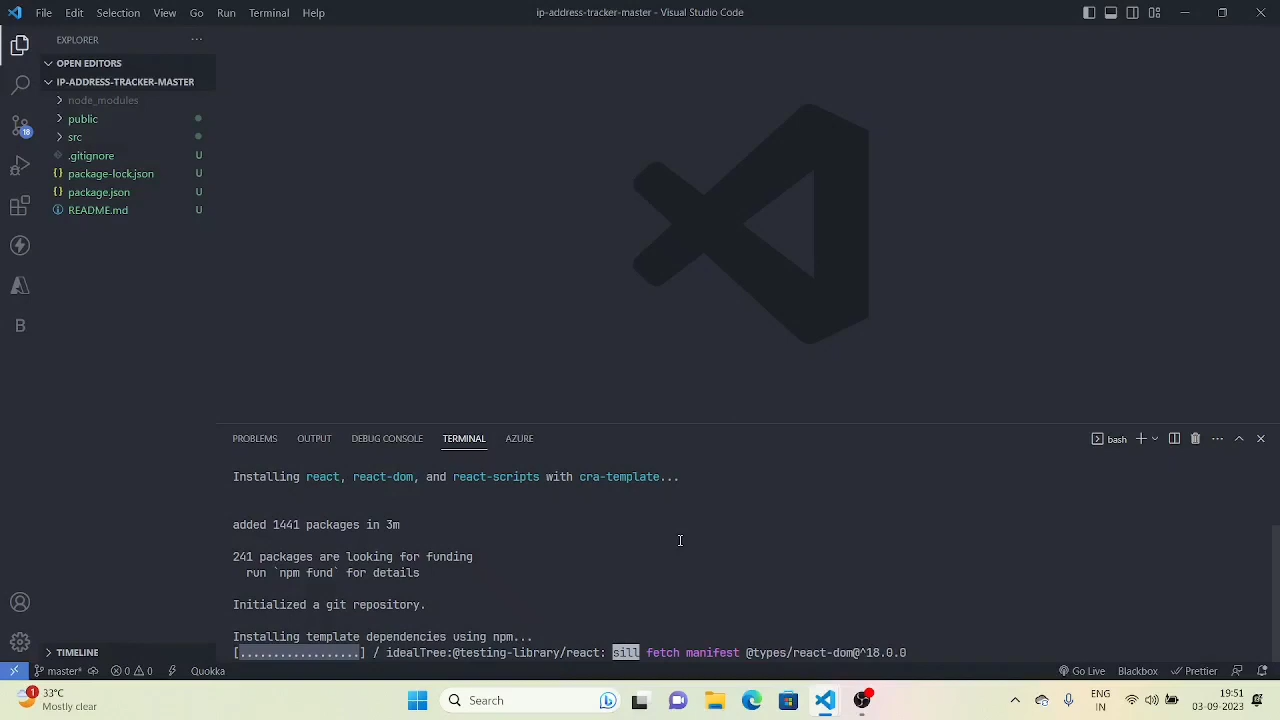 File Edit Selection View Go Run Terminal Help
ip-address-tracker-master - Visual Studio Code
EXPLORER
OPEN EDITORS
IP-ADDRESS-TRACKER-MASTER
node_modules
public
src
.gitignore U
package-lock.json U
package.json U
README.md U
B
18
TIMELINE
PROBLEMS OUTPUT DEBUG CONSOLE TERMINAL AZURE
bash
Installing react, react-dom, and react-scripts with cra-template...
added 1441 packages in 3m
241 packages are looking for funding
run `npm fund` for details
Initialized a git repository.
Installing template dependencies using npm...
[..................] / idealTree:@testing-library/react: sill fetch manifest @types/react-dom@^18.0.0
master* 0 0 Quokka Go Live Blackbox Prettier
1
33°C
Mostly clear
Search
ENG
IN
19:51
03-09-2023